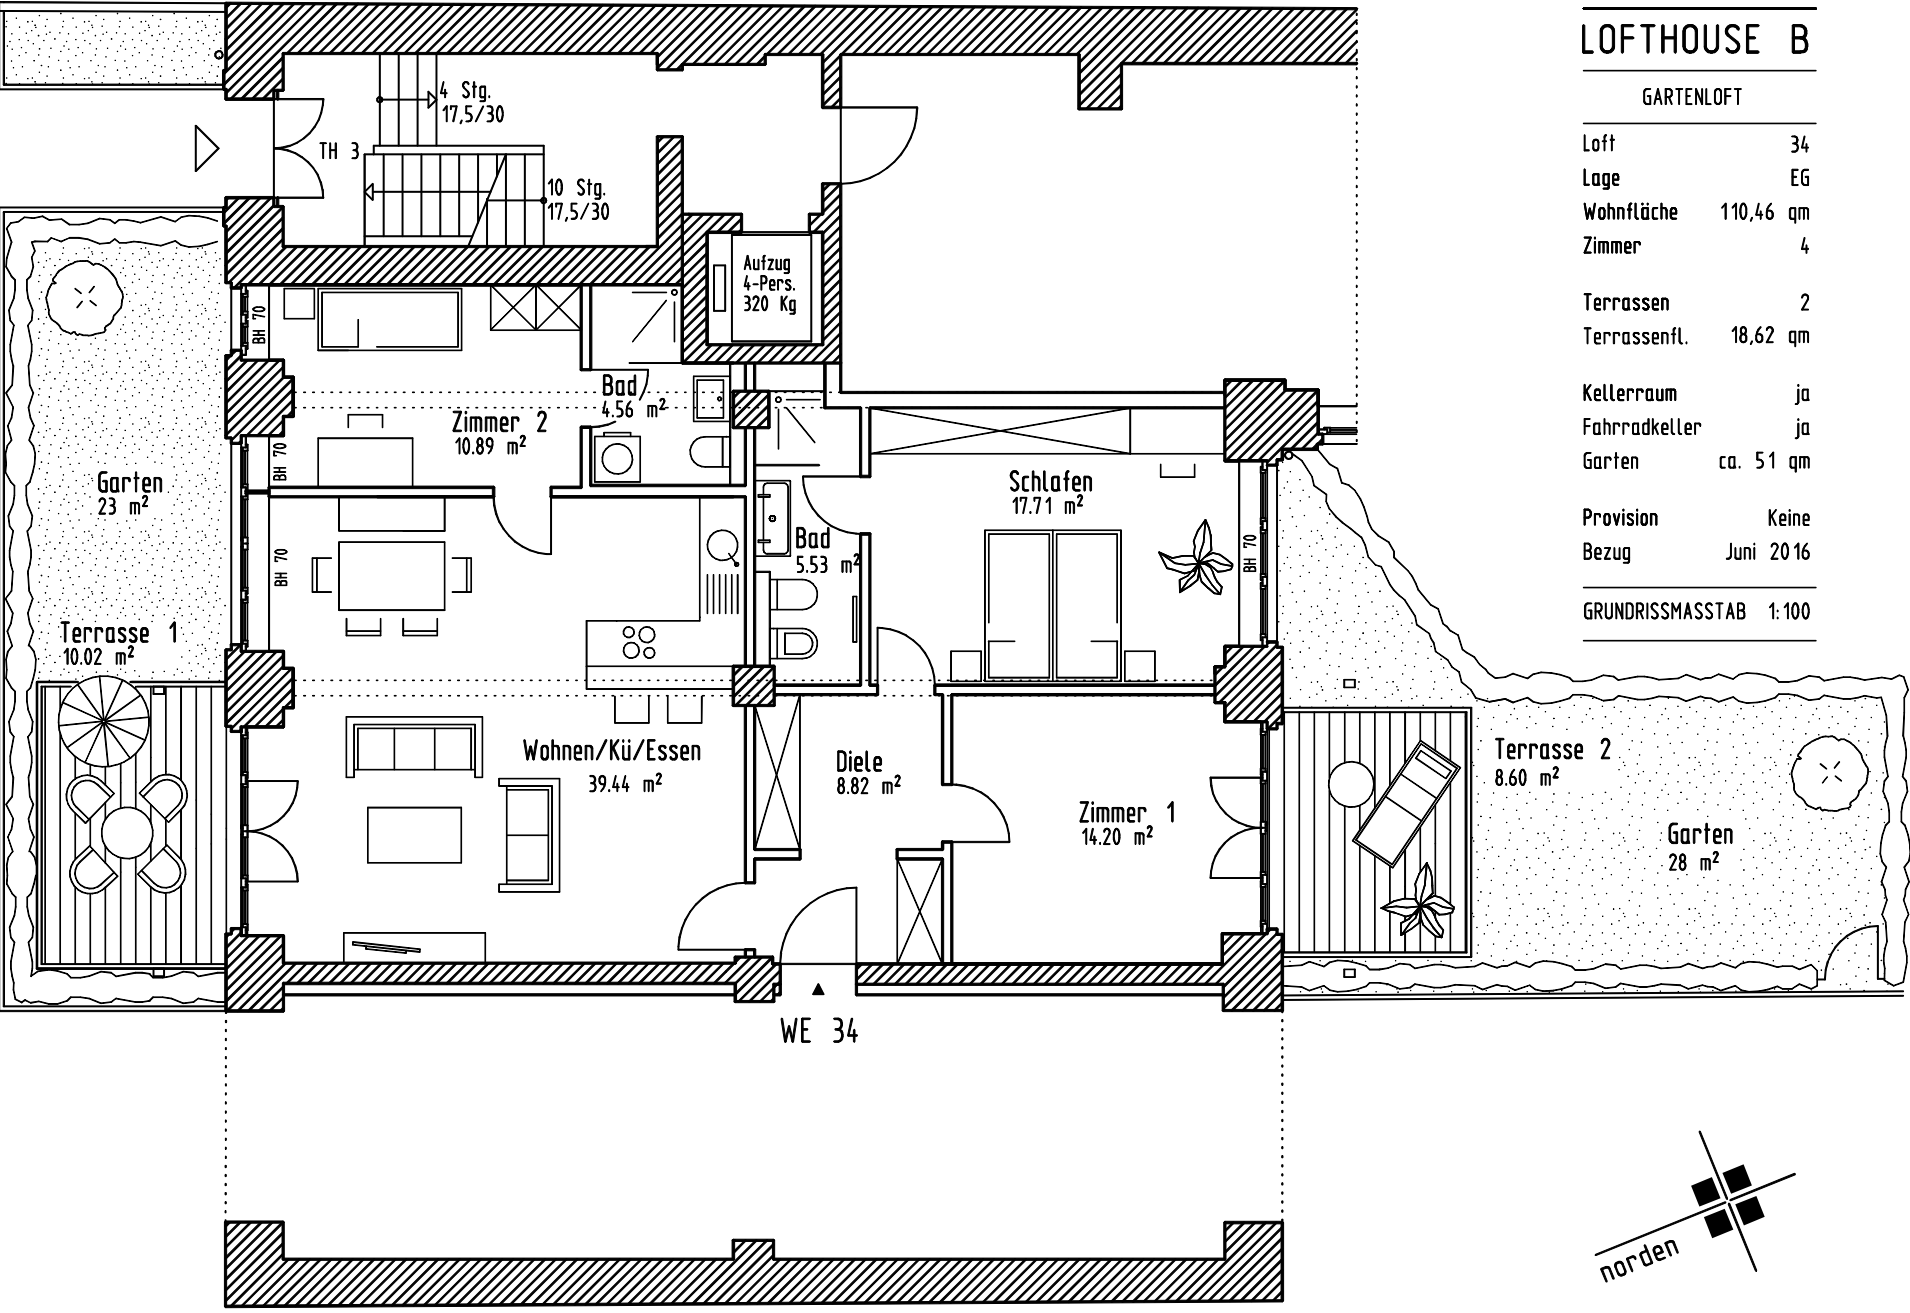 LOFTHOUSE B
GARTENLOFT
Loft 34
Lage EG
Wohnfläche 110,46 qm
Zimmer 4
Terrassen 2
Terrassenfl. 18,62 qm
Kellerraum ja
Fahrradkeller ja
Garten ca. 51 qm
Provision Keine
Bezug Juni 2016
GRUNDRISSMASSTAB 1:100
4 Stg.
17,5/30
TH 3
10 Stg.
17,5/30
Aufzug
4-Pers.
320 Kg
BH 70
Bad
4.56 m²
Zimmer 2
10.89 m²
BH 70
Garten
23 m²
Schlafen
17.71 m²
Bad
5.53 m²
BH 70
BH 70
Terrasse 1
10.02 m²
Wohnen/Kü/Essen
39.44 m²
Diele
8.82 m²
Zimmer 1
14.20 m²
Terrasse 2
8.60 m²
Garten
28 m²
WE 34
norden